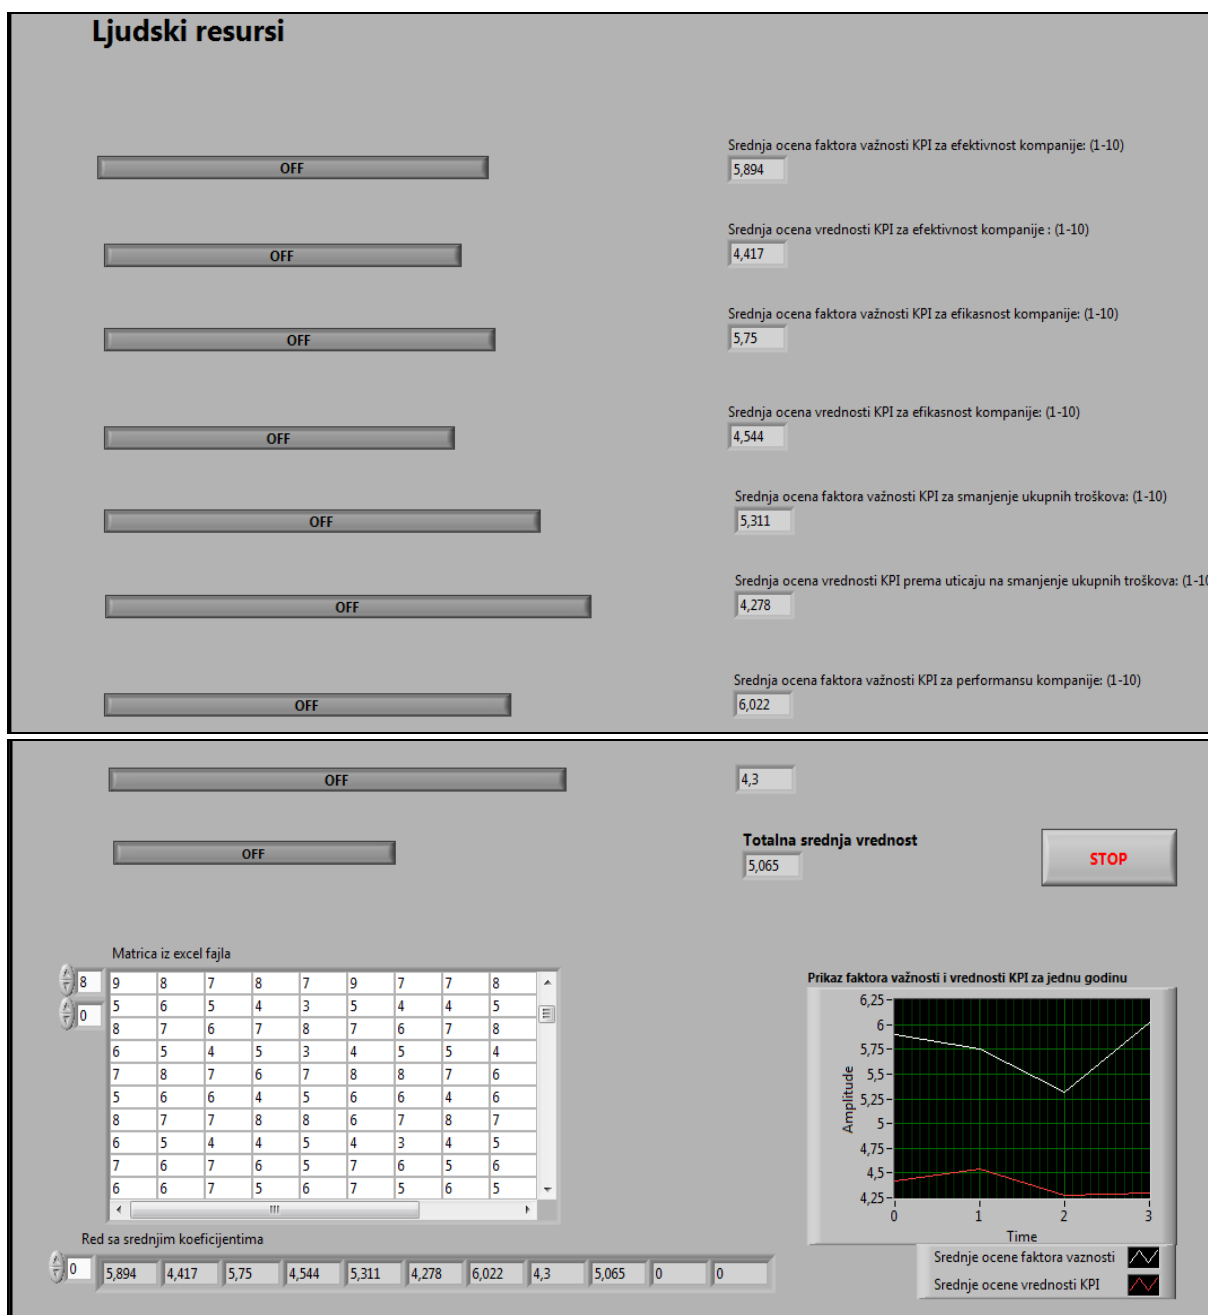 Ljudski resursi
Srednja ocena faktora važnosti KPI za efektivnost kompanije: (1-10)
OFF
5,894
Srednja ocena vrednosti KPI za efektivnost kompanije : (1-10)
OFF
4,417
Srednja ocena faktora važnosti KPI za efikasnost kompanije: (1-10)
OFF
5,75
Srednja ocena vrednosti KPI za efikasnost kompanije: (1-10)
OFF
4,544
Srednja ocena faktora važnosti KPI za smanjenje ukupnih troškova: (1-10)
OFF
5,311
Srednja ocena vrednosti KPI prema uticaju na smanjenje ukupnih troškova: (1-10
OFF
4,278
Srednja ocena faktora važnosti KPI za performansu kompanije: (1-10)
OFF
6,022
OFF
4,3
Totalna srednja vrednost
OFF
5,065
STOP
Matrica iz excel fajla
8
0
9 8 7 8 7 9 7 7 8
5 6 5 4 3 5 4 4 5
8 7 6 7 8 7 6 7 8
6 5 4 5 3 4 5 5 4
7 8 7 6 7 8 8 7 6
5 6 6 4 5 6 6 4 6
8 7 7 8 8 6 7 8 7
6 5 4 4 5 4 3 4 5
7 6 7 6 5 7 6 5 6
6 6 7 5 6 7 5 6 5
Prikaz faktora važnosti i vrednosti KPI za jednu godinu
6,25
6
5,75
5,5
5,25
5
4,75
4,5
4,25
Amplitude
0 1 2 3
Time
Srednje ocene faktora vaznosti
Srednje ocene vrednosti KPI
Red sa srednjim koeficijentima
0 5,894 4,417 5,75 4,544 5,311 4,278 6,022 4,3 5,065 0 0